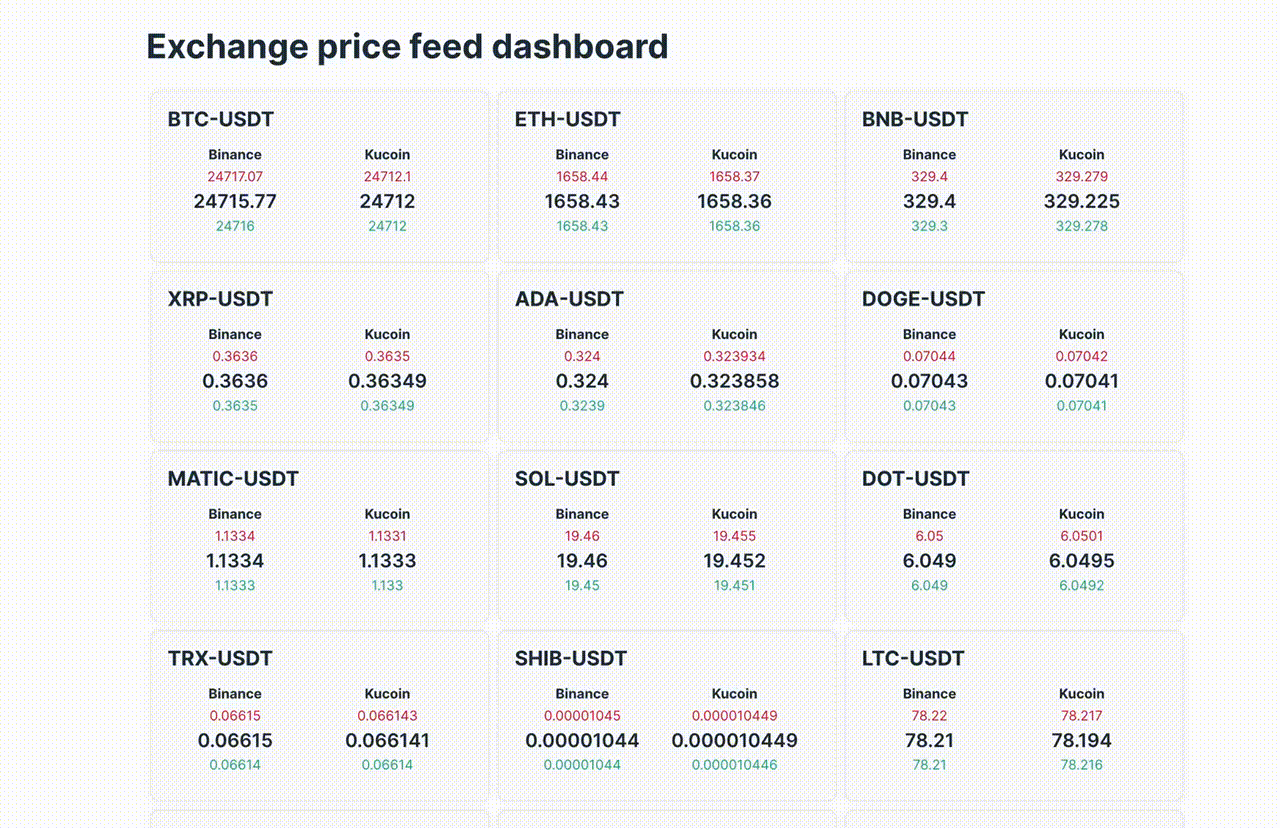 Exchange price feed dashboard
BTC-USDT
Binance Kucoin
24717.07 24712.1
24715.77 24712
24716 24712
ETH-USDT
Binance Kucoin
1658.44 1658.37
1658.43 1658.36
1658.43 1658.36
BNB-USDT
Binance Kucoin
329.4 329.279
329.4 329.225
329.3 329.278
XRP-USDT
Binance Kucoin
0.3636 0.3635
0.3636 0.36349
0.3635 0.36349
ADA-USDT
Binance Kucoin
0.324 0.323934
0.324 0.323858
0.3239 0.323846
DOGE-USDT
Binance Kucoin
0.07044 0.07042
0.07043 0.07041
0.07043 0.07041
MATIC-USDT
Binance Kucoin
1.1334 1.1331
1.1334 1.1333
1.1333 1.133
SOL-USDT
Binance Kucoin
19.46 19.455
19.46 19.452
19.45 19.451
DOT-USDT
Binance Kucoin
6.05 6.0501
6.049 6.0495
6.049 6.0492
TRX-USDT
Binance Kucoin
0.06615 0.066143
0.06615 0.066141
0.06614 0.06614
SHIB-USDT
Binance Kucoin
0.00001045 0.000010449
0.00001044 0.000010449
0.00001044 0.000010446
LTC-USDT
Binance Kucoin
78.22 78.217
78.21 78.194
78.21 78.216